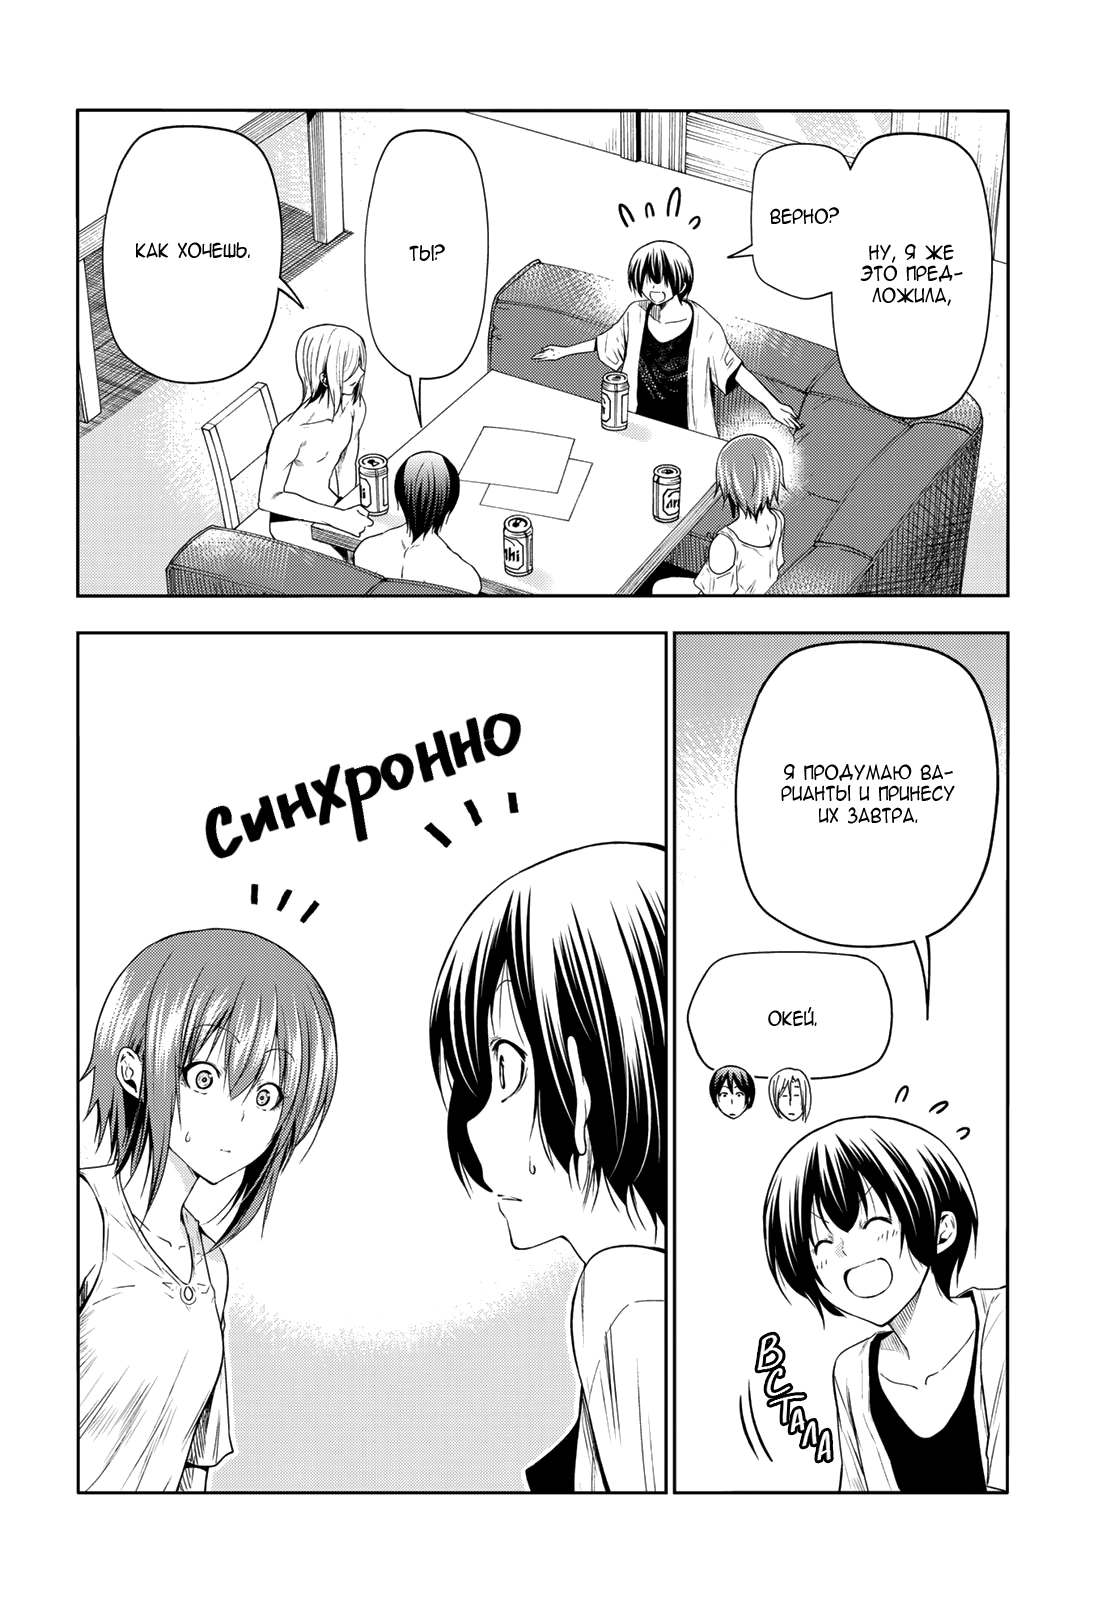 ВЕРНО?
НУ, Я ЖЕ
ЭТО ПРЕД-
ЛОЖИЛА,
ТЫ?
КАК ХОЧЕШЬ.
Я ПРОДУМАЮ ВА-
РИАНТЫ И ПРИНЕСУ
ИХ ЗАВТРА.
ОКЕЙ.
ВСТАЛА
СИНХРОННО